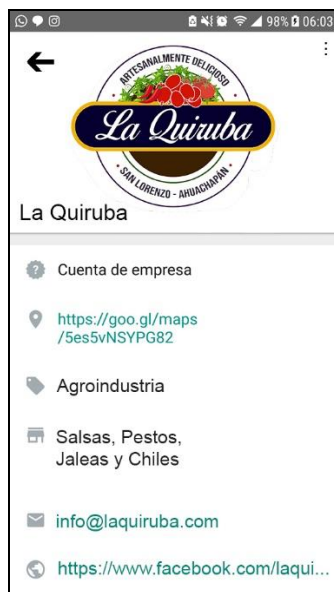 98% 06:03
ARTESANALMENTE DELICIOSO
La Quiruba
SAN LORENZO - AHUACHAPÁN
La Quiruba
Cuenta de empresa
https://goo.gl/maps
/5es5vNSYPG82
Agroindustria
Salsas, Pestos,
Jaleas y Chiles
info@laquiruba.com
https://www.facebook.com/laqui...